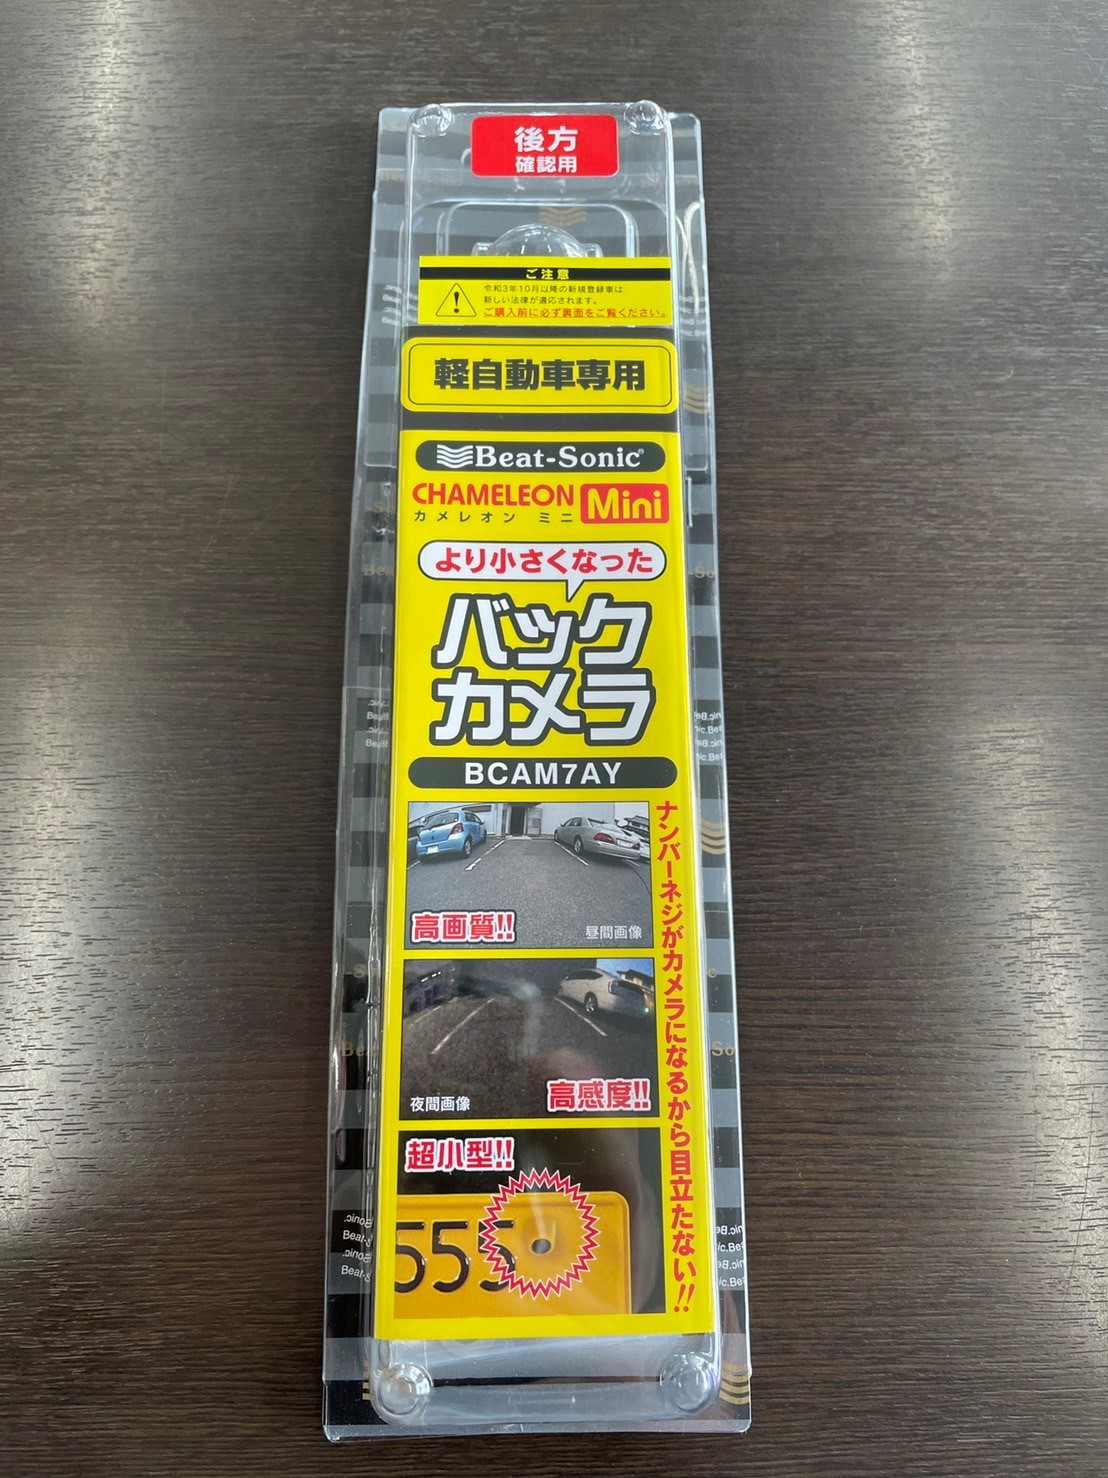 後方
確認用
ご注意
令和3年10月以降の新規登録車は
新しい法律が適応されます。
ご購入前に必ず裏面をご覧ください。
軽自動車専用
Beat-Sonic®
CHAMELEON Mini
カメレオン ミニ
より小さくなった
バック
カメラ
BCAM7AY
ナンバーネジがカメラになるから目立たない!!
高画質!!
昼間画像
夜間画像
高感度!!
超小型!!
555